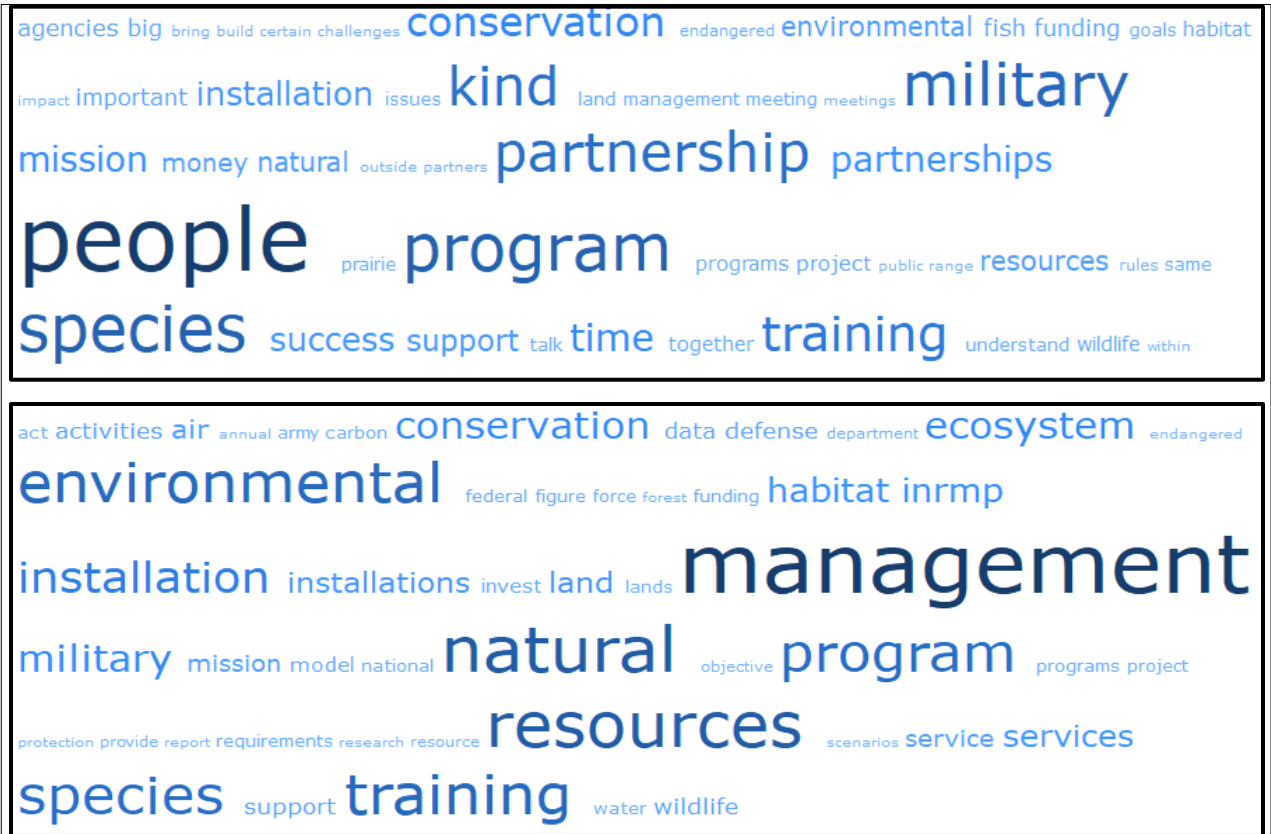 agencies big bring build certain challenges conservation endangered environmental fish funding goals habitat
impact important installation issues kind land management meeting meetings military
mission money natural outside partners partnership partnerships
people prairie program programs project public range resources rules same
species success support talk time together training understand wildlife within
act activities air annual army carbon conservation data defense department ecosystem endangered
environmental federal figure force forest funding habitat inrmp
installation installations invest land lands management
military mission model national natural objective program programs project
protection provide report requirements research resource resources scenarios service services
species support training water wildlife